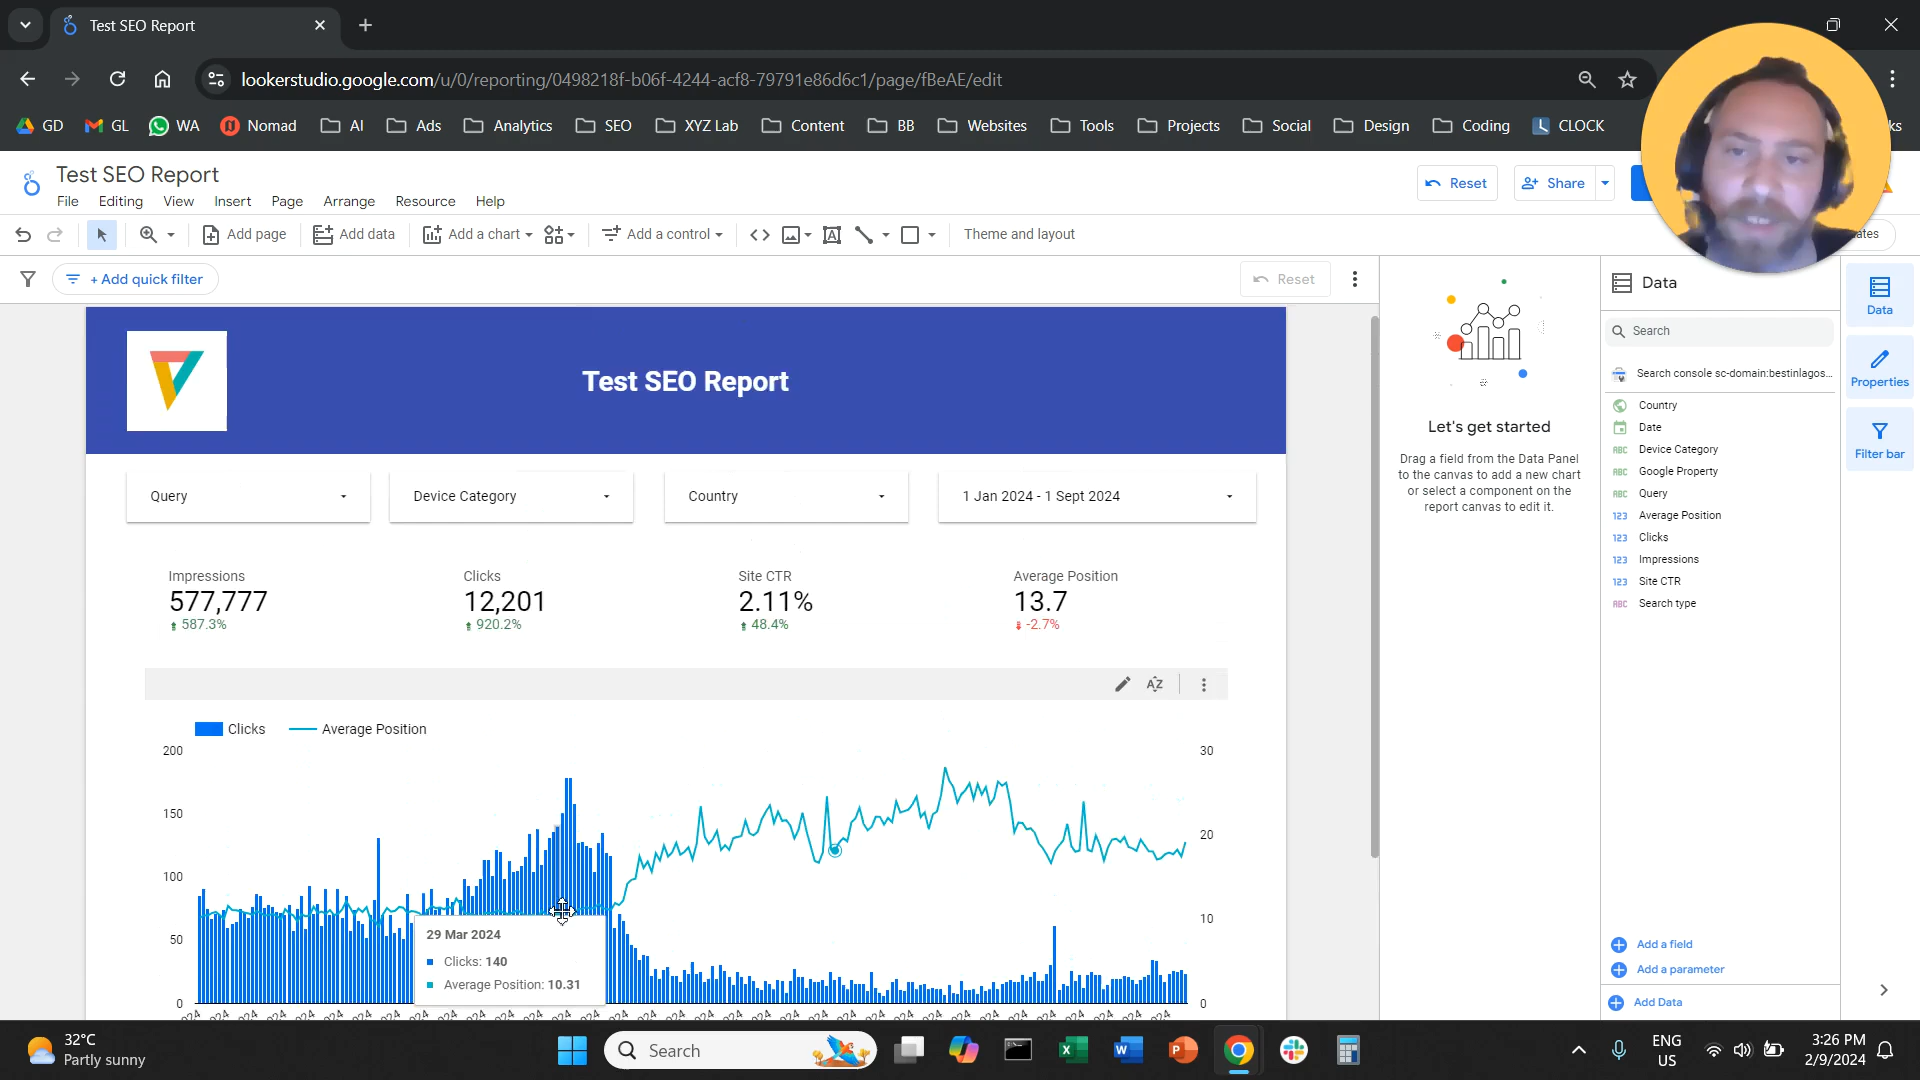 Test SEO Report
lookerstudio.google.com/u/0/reporting/0498218f-b06f-4244-acf8-79791e86d6c1/page/fBeAE/edit
GD GL WA Nomad AI Ads Analytics SEO XYZ Lab Content BB Websites Tools Projects Social Design Coding CLOCK
Test SEO Report
Reset Share
File Editing View Insert Page Arrange Resource Help
Add page Add data Add a chart Add a control Theme and layout
+ Add quick filter
Reset
Data
Data
Search
Properties
Search console sc-domain:bestinlagos...
Filter bar
Country
Date
Device Category
Google Property
Query
Average Position
Clicks
Impressions
Site CTR
Search type
Add a field
Add a parameter
Add Data
Let's get started
Drag a field from the Data Panel
to the canvas to add a new chart
or select a component on the
report canvas to edit it.
Test SEO Report
Query Device Category Country 1 Jan 2024 - 1 Sept 2024
Impressions Clicks Site CTR Average Position
577,777 12,201 2.11% 13.7
587.3% 920.2% 48.4% -2.7%
Clicks Average Position
200 30
150
20
100
10
50
0 0
29 Mar 2024
Clicks: 140
Average Position: 10.31
32°C
Partly sunny
Search
ENG
US
3:26 PM
2/9/2024